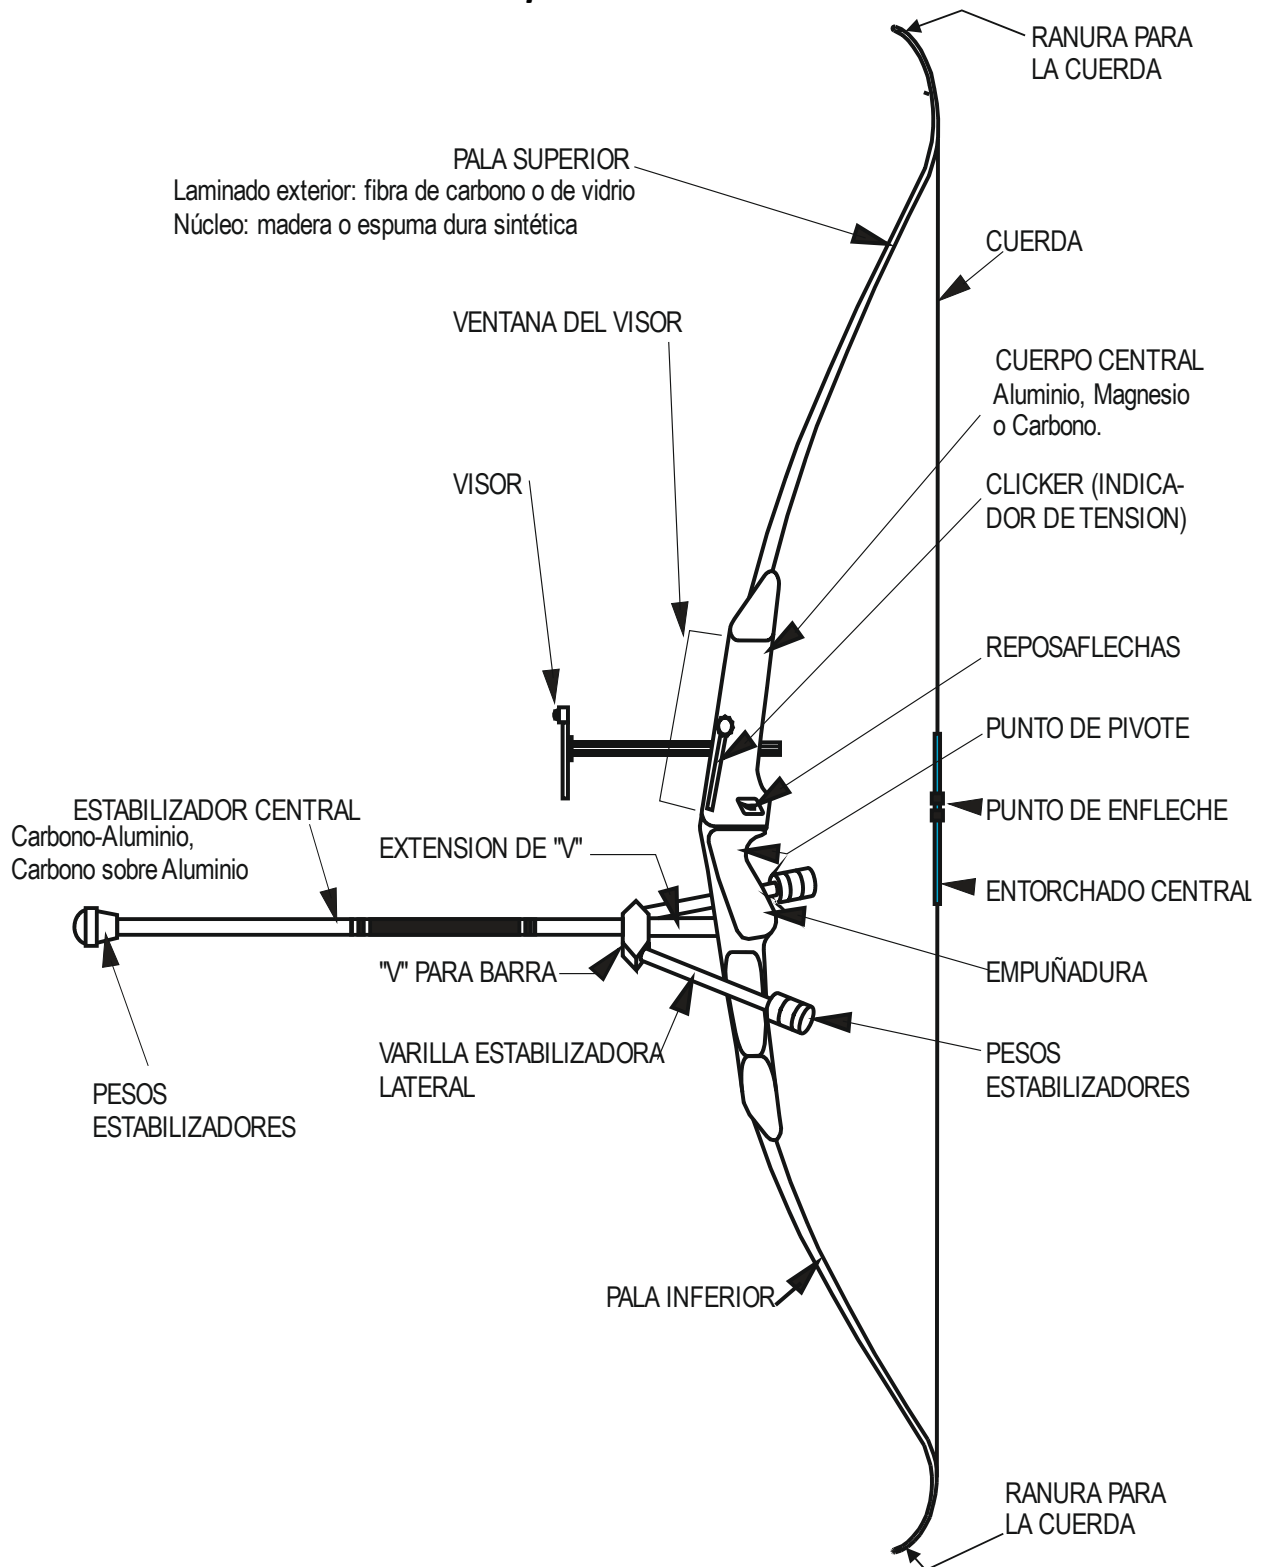 RANURA PARA
LA CUERDA
PALA SUPERIOR
Laminado exterior: fibra de carbono o de vidrio
Núcleo: madera o espuma dura sintética
CUERDA
VENTANA DEL VISOR
CUERPO CENTRAL
Aluminio, Magnesio
o Carbono.
VISOR
CLICKER (INDICA-
DOR DE TENSION)
REPOSAFLECHAS
PUNTO DE PIVOTE
ESTABILIZADOR CENTRAL
Carbono-Aluminio,
Carbono sobre Aluminio
PUNTO DE ENFLECHE
EXTENSION DE "V"
ENTORCHADO CENTRAL
"V" PARA BARRA
EMPUÑADURA
VARILLA ESTABILIZADORA
LATERAL
PESOS
ESTABILIZADORES
PESOS
ESTABILIZADORES
PALA INFERIOR
RANURA PARA
LA CUERDA